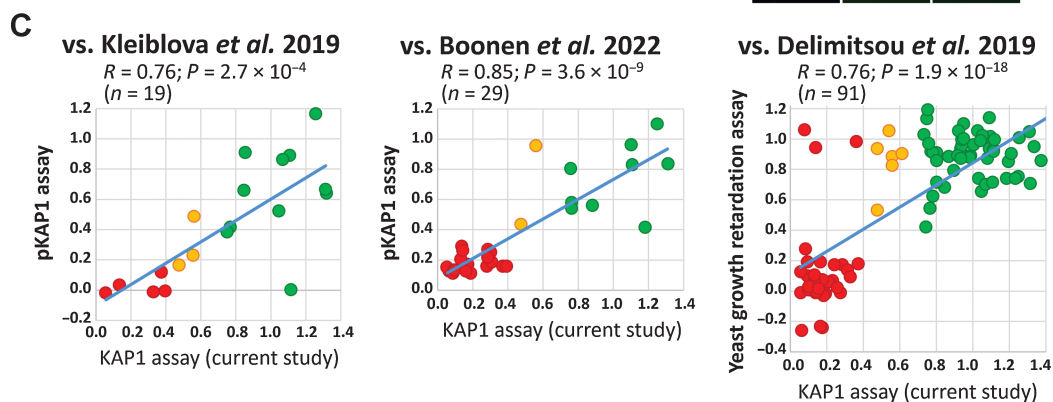 C
vs. Kleiblova et al. 2019
R = 0.76; P = 2.7 × 10⁻⁴
(n = 19)
pKAP1 assay
1.2
1.0
0.8
0.6
0.4
0.2
0.0
–0.2
0.0 0.2 0.4 0.6 0.8 1.0 1.2 1.4
KAP1 assay (current study)
vs. Boonen et al. 2022
R = 0.85; P = 3.6 × 10⁻⁹
(n = 29)
pKAP1 assay
1.2
1.0
0.8
0.6
0.4
0.2
0.0
0.0 0.2 0.4 0.6 0.8 1.0 1.2 1.4
KAP1 assay (current study)
vs. Delimitsou et al. 2019
R = 0.76; P = 1.9 × 10⁻¹⁸
(n = 91)
Yeast growth retardation assay
1.2
1.0
0.8
0.6
0.4
0.2
0.0
–0.2
–0.4
0.0 0.2 0.4 0.6 0.8 1.0 1.2 1.4
KAP1 assay (current study)